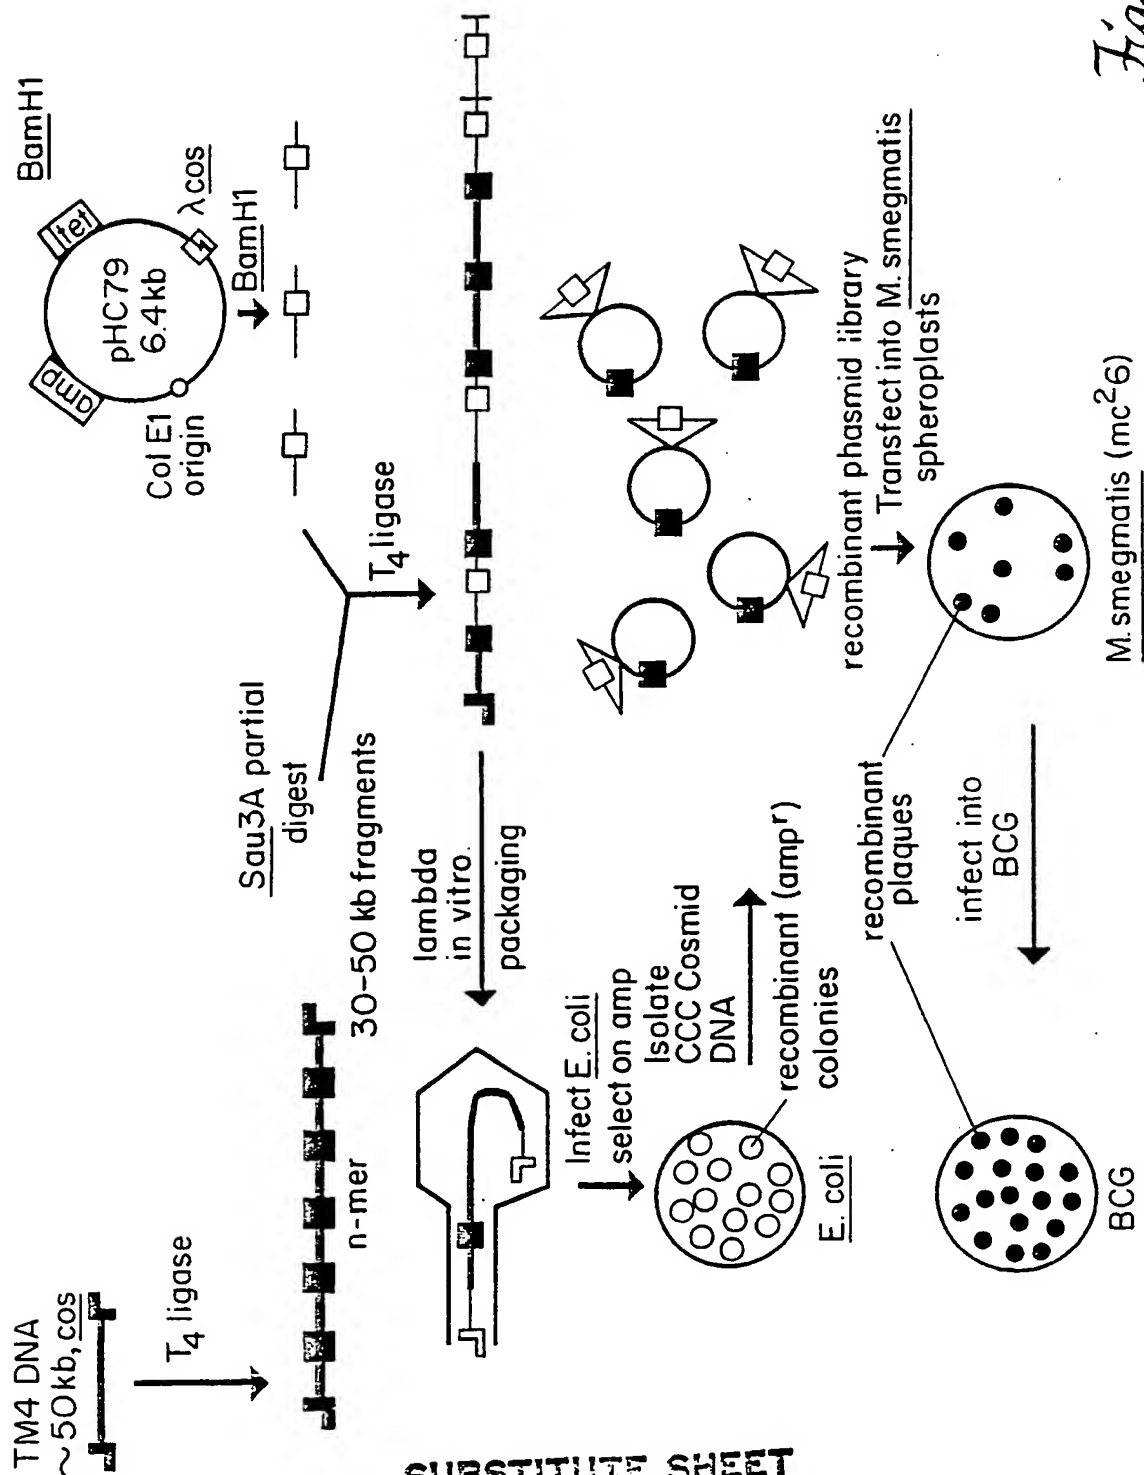 TM4 DNA
~50kb, cos
T4 ligase
n-mer
Sau3A partial
digest
30-50 kb fragments
BamH1
amp
tet
pHC79
6.4kb
λcos
Col E1
origin
BamH1
T4 ligase
lambda
in vitro
packaging
Infect E. coli
select on amp
Isolate
CCC Cosmid
DNA
recombinant (ampʳ)
colonies
E. coli
recombinant phasmid library
Transfect into M. smegmatis
spheroplasts
M. smegmatis (mc²6)
recombinant
plaques
infect into
BCG
BCG
SUBSTITUTE SHEET